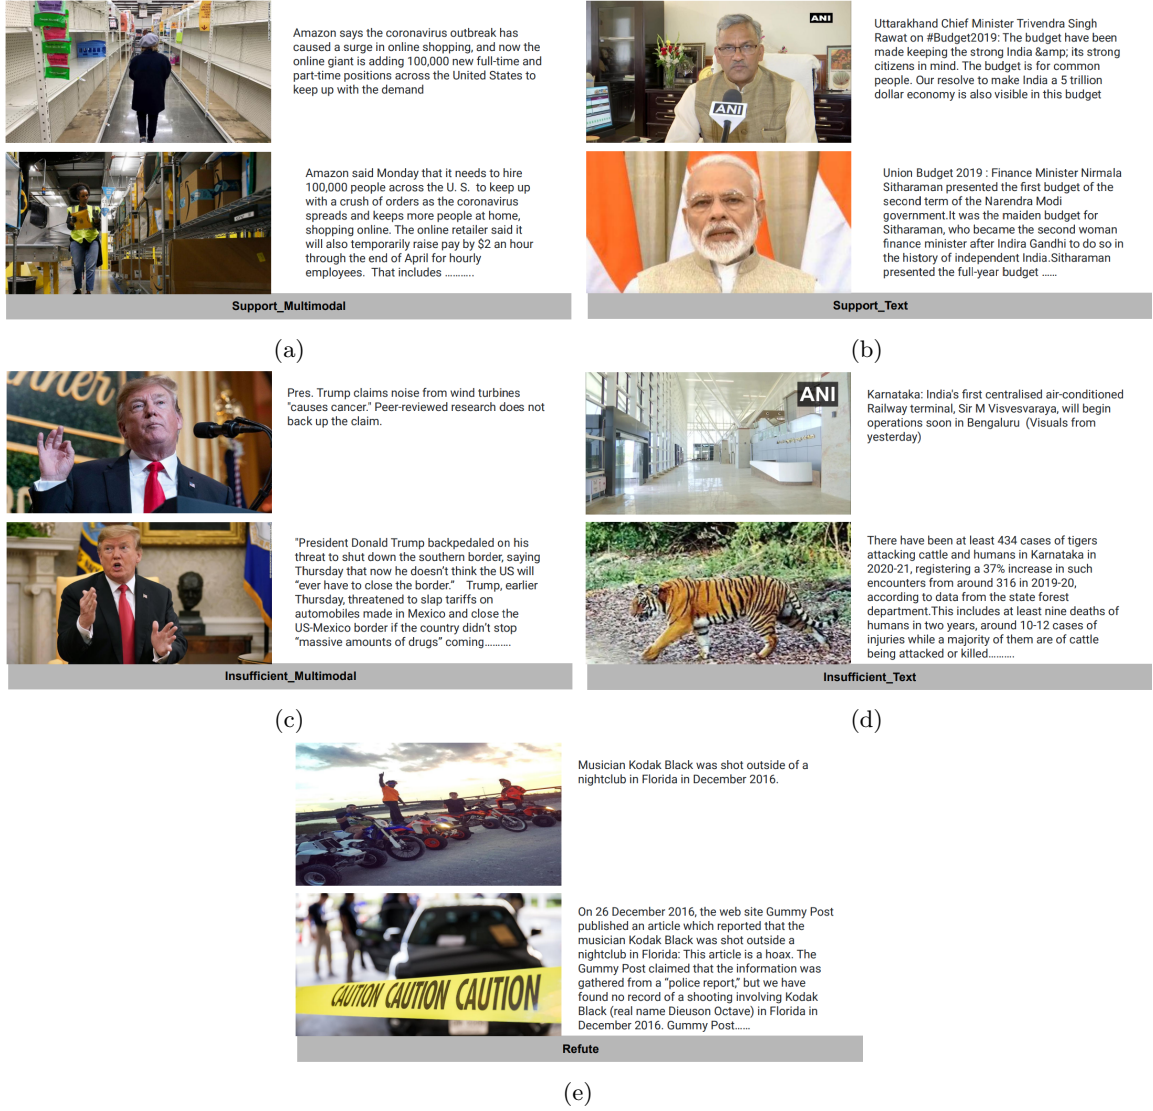 Amazon says the coronavirus outbreak has
caused a surge in online shopping, and now the
online giant is adding 100,000 new full-time and
part-time positions across the United States to
keep up with the demand
Amazon said Monday that it needs to hire
100,000 people across the U. S. to keep up
with a crush of orders as the coronavirus
spreads and keeps more people at home,
shopping online. The online retailer said it
will also temporarily raise pay by $2 an hour
through the end of April for hourly
employees. That includes ...........
Support_Multimodal
(a)
ANI
ANI
Uttarakhand Chief Minister Trivendra Singh
Rawat on #Budget2019: The budget have been
made keeping the strong India &amp; its strong
citizens in mind. The budget is for common
people. Our resolve to make India a 5 trillion
dollar economy is also visible in this budget
Union Budget 2019 : Finance Minister Nirmala
Sitharaman presented the first budget of the
second term of the Narendra Modi
government.It was the maiden budget for
Sitharaman, who became the second woman
finance minister after Indira Gandhi to do so in
the history of independent India.Sitharaman
presented the full-year budget ......
Support_Text
(b)
Pres. Trump claims noise from wind turbines
"causes cancer." Peer-reviewed research does not
back up the claim.
"President Donald Trump backpedaled on his
threat to shut down the southern border, saying
Thursday that now he doesn't think the US will
"ever have to close the border." Trump, earlier
Thursday, threatened to slap tariffs on
automobiles made in Mexico and close the
US-Mexico border if the country didn't stop
"massive amounts of drugs" coming..........
Insufficient_Multimodal
(c)
ANI
Karnataka: India's first centralised air-conditioned
Railway terminal, Sir M Visvesvaraya, will begin
operations soon in Bengaluru (Visuals from
yesterday)
There have been at least 434 cases of tigers
attacking cattle and humans in Karnataka in
2020-21, registering a 37% increase in such
encounters from around 316 in 2019-20,
according to data from the state forest
department.This includes at least nine deaths of
humans in two years, around 10-12 cases of
injuries while a majority of them are of cattle
being attacked or killed..........
Insufficient_Text
(d)
Musician Kodak Black was shot outside of a
nightclub in Florida in December 2016.
CAUTION CAUTION CAUTION
On 26 December 2016, the web site Gummy Post
published an article which reported that the
musician Kodak Black was shot outside a
nightclub in Florida: This article is a hoax. The
Gummy Post claimed that the information was
gathered from a "police report," but we have
found no record of a shooting involving Kodak
Black (real name Dieuson Octave) in Florida in
December 2016. Gummy Post......
Refute
(e)